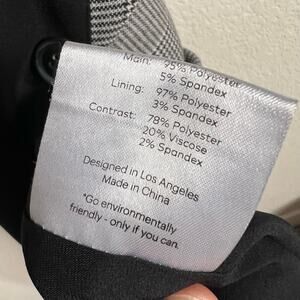 Main: 95% Polyester
5% Spandex
Lining: 97% Polyester
3% Spandex
Contrast: 78% Polyester
20% Viscose
2% Spandex
Designed in Los Angeles
Made in China
*Go environmentally
friendly - only if you can.